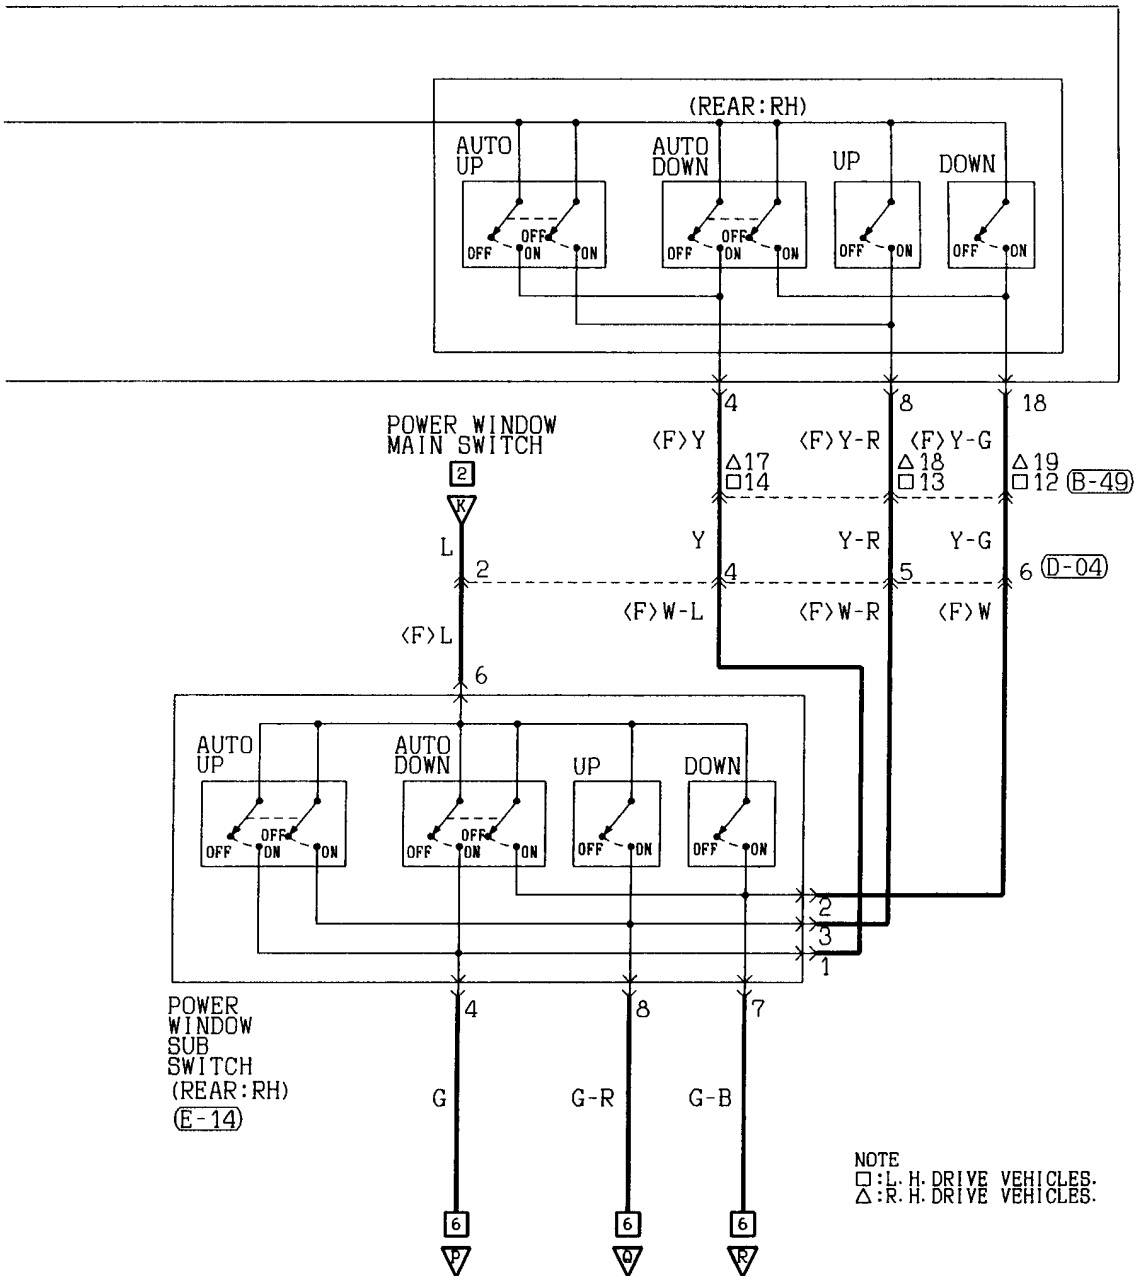 (REAR:RH)
AUTO UP
AUTO DOWN
UP
DOWN
OFF OFF ON ON
OFF OFF ON ON
OFF ON
OFF ON
4 8 18
POWER WINDOW
MAIN SWITCH
2
K
<F>Y <F>Y-R <F>Y-G
△17 △18 △19
□14 □13 □12 (B-49)
L Y Y-R Y-G
2 4 5 6 (D-04)
<F>L <F>W-L <F>W-R <F>W
6
AUTO UP
AUTO DOWN
UP
DOWN
OFF OFF ON ON
OFF OFF ON ON
OFF ON
OFF ON
2
3
1
4 8 7
POWER
WINDOW
SUB
SWITCH
(REAR:RH)
(E-14)
G G-R G-B
NOTE
□:L.H.DRIVE VEHICLES.
△:R.H.DRIVE VEHICLES.
6 6 6
P Q R